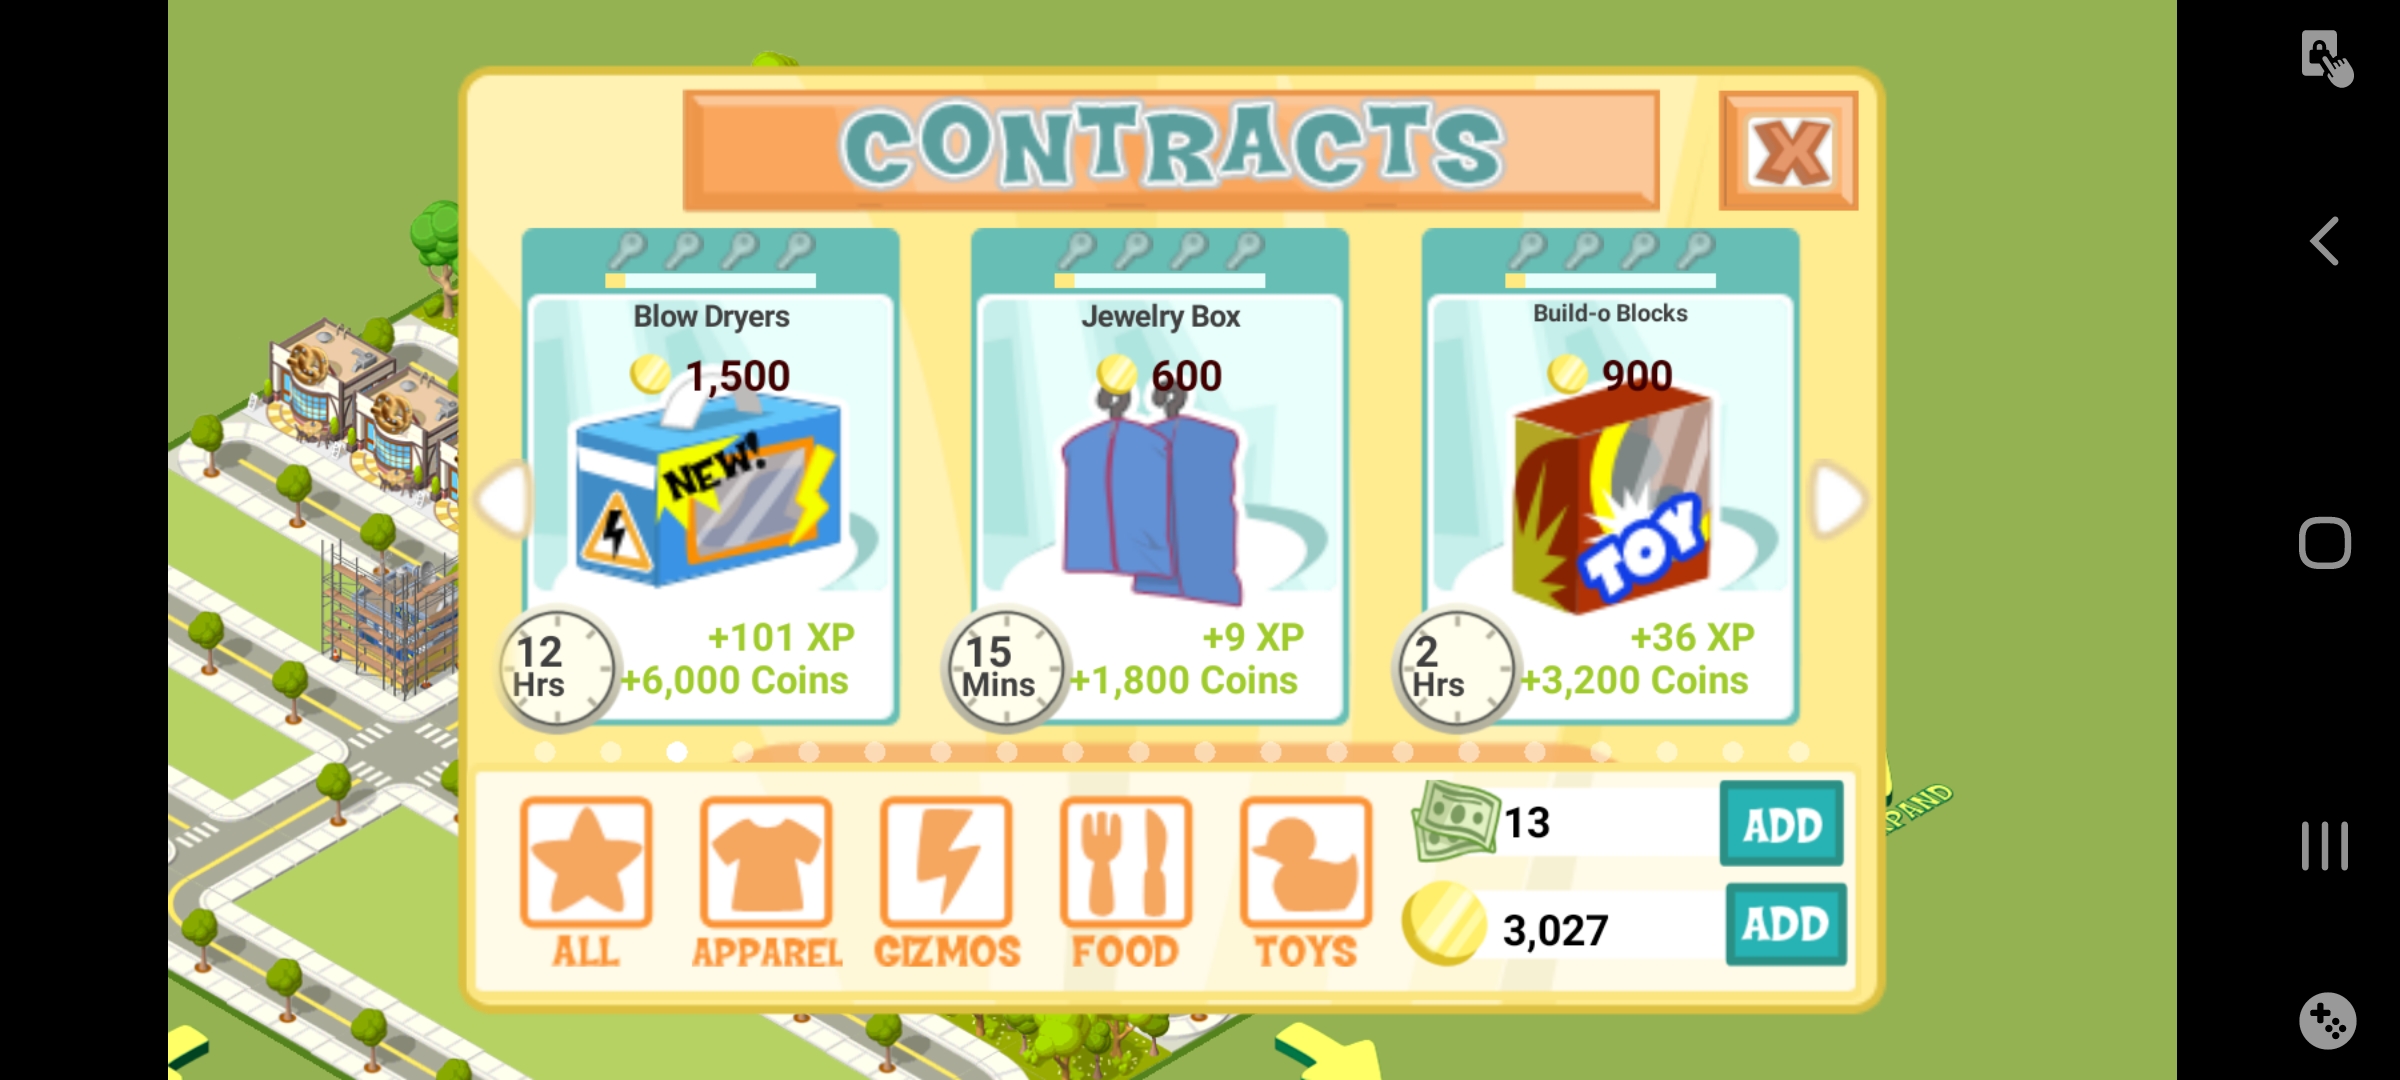 CONTRACTS
X
Blow Dryers
1,500
NEW!
12
Hrs
+101 XP
+6,000 Coins
Jewelry Box
600
15
Mins
+9 XP
+1,800 Coins
Build-o Blocks
900
TOY
2
Hrs
+36 XP
+3,200 Coins
ALL
APPAREL
GIZMOS
FOOD
TOYS
13
ADD
3,027
ADD
PAND